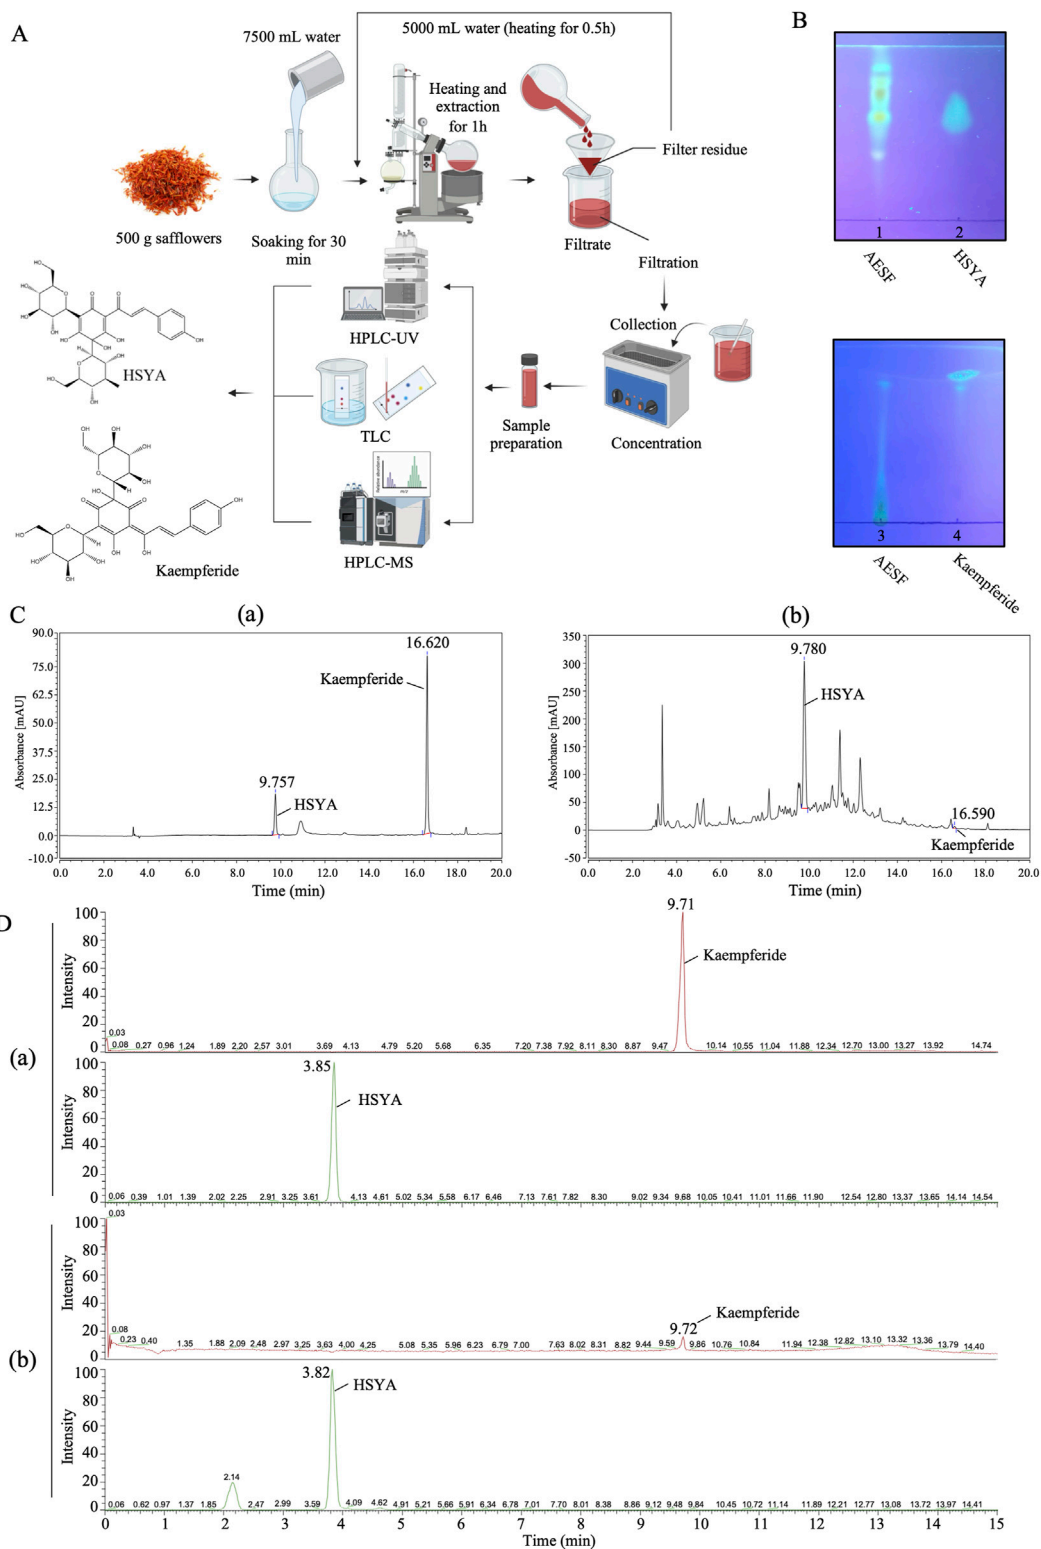 A
7500 mL water
5000 mL water (heating for 0.5h)
B
Heating and
extraction
for 1h
Filter residue
500 g safflowers
Soaking for 30
min
Filtrate
Filtration
1
2
AESF
HSYA
HPLC-UV
Collection
HSYA
TLC
Sample
preparation
Concentration
Kaempferide
HPLC-MS
3
4
AESF
Kaempferide
C
(a)
(b)
90.0
75.0
62.5
50.0
37.5
25.0
12.5
0.0
-10.0
Absorbance [mAU]
16.620
Kaempferide
9.757
HSYA
0.0 2.0 4.0 6.0 8.0 10.0 12.0 14.0 16.0 18.0 20.0
Time (min)
350
300
250
200
150
100
50
0
-50
Absorbance [mAU]
9.780
HSYA
16.590
Kaempferide
0.0 2.0 4.0 6.0 8.0 10.0 12.0 14.0 16.0 18.0 20.0
Time (min)
D
(a)
Intensity
100
80
60
40
20
0
9.71
Kaempferide
0.03
0.08 0.27 0.96 1.24 1.89 2.20 2.57 3.01 3.69 4.13 4.79 5.20 5.68 6.35 7.20 7.38 7.92 8.11 8.30 8.87 9.47 10.14 10.55 11.04 11.88 12.34 12.70 13.00 13.27 13.92 14.74
Intensity
100
80
60
40
20
0
3.85
HSYA
0.06 0.39 1.01 1.39 2.02 2.25 2.91 3.25 3.61 4.13 4.61 5.02 5.34 5.58 6.17 6.46 7.13 7.61 7.82 8.30 9.02 9.34 9.68 10.05 10.41 11.01 11.66 11.90 12.54 12.80 13.37 13.65 14.14 14.54
(b)
Intensity
100
80
60
40
20
0
0.03
Kaempferide
9.72
0.08
0.23 0.40 1.35 1.88 2.09 2.48 2.97 3.25 3.63 4.00 4.25 5.08 5.35 5.96 6.23 6.79 7.00 7.63 8.02 8.31 8.82 9.44 9.59 9.86 10.76 10.84 11.94 12.38 12.82 13.10 13.32 13.36 13.79 14.40
Intensity
100
80
60
40
20
0
3.82
HSYA
2.14
0.06 0.62 0.97 1.37 1.85 2.47 2.99 3.59 4.09 4.62 4.91 5.21 5.66 5.91 6.34 6.78 7.01 7.70 8.01 8.38 8.86 9.12 9.48 9.84 10.45 10.72 11.14 11.89 12.21 12.77 13.08 13.72 13.97 14.41
0 1 2 3 4 5 6 7 8 9 10 11 12 13 14 15
Time (min)